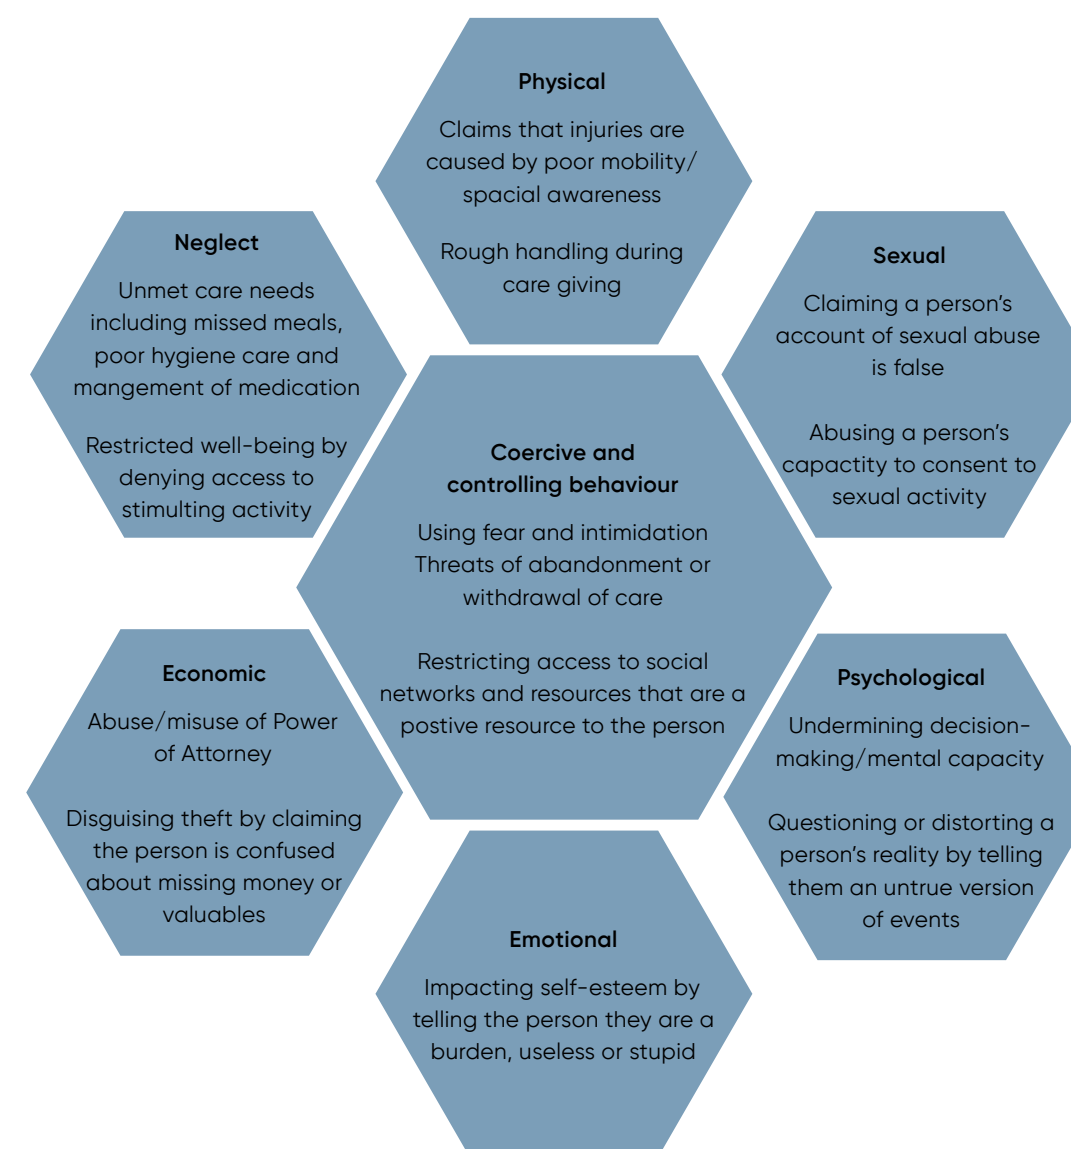 Physical
Claims that injuries are
caused by poor mobility/
spacial awareness
Rough handling during
care giving
Neglect
Unmet care needs
including missed meals,
poor hygiene care and
mangement of medication
Restricted well-being by
denying access to
stimulting activity
Sexual
Claiming a person’s
account of sexual abuse
is false
Abusing a person’s
capactity to consent to
sexual activity
Coercive and
controlling behaviour
Using fear and intimidation
Threats of abandonment or
withdrawal of care
Restricting access to social
networks and resources that are a
postive resource to the person
Economic
Abuse/misuse of Power
of Attorney
Disguising theft by claiming
the person is confused
about missing money or
valuables
Psychological
Undermining decision-
making/mental capacity
Questioning or distorting a
person’s reality by telling
them an untrue version
of events
Emotional
Impacting self-esteem by
telling the person they are a
burden, useless or stupid